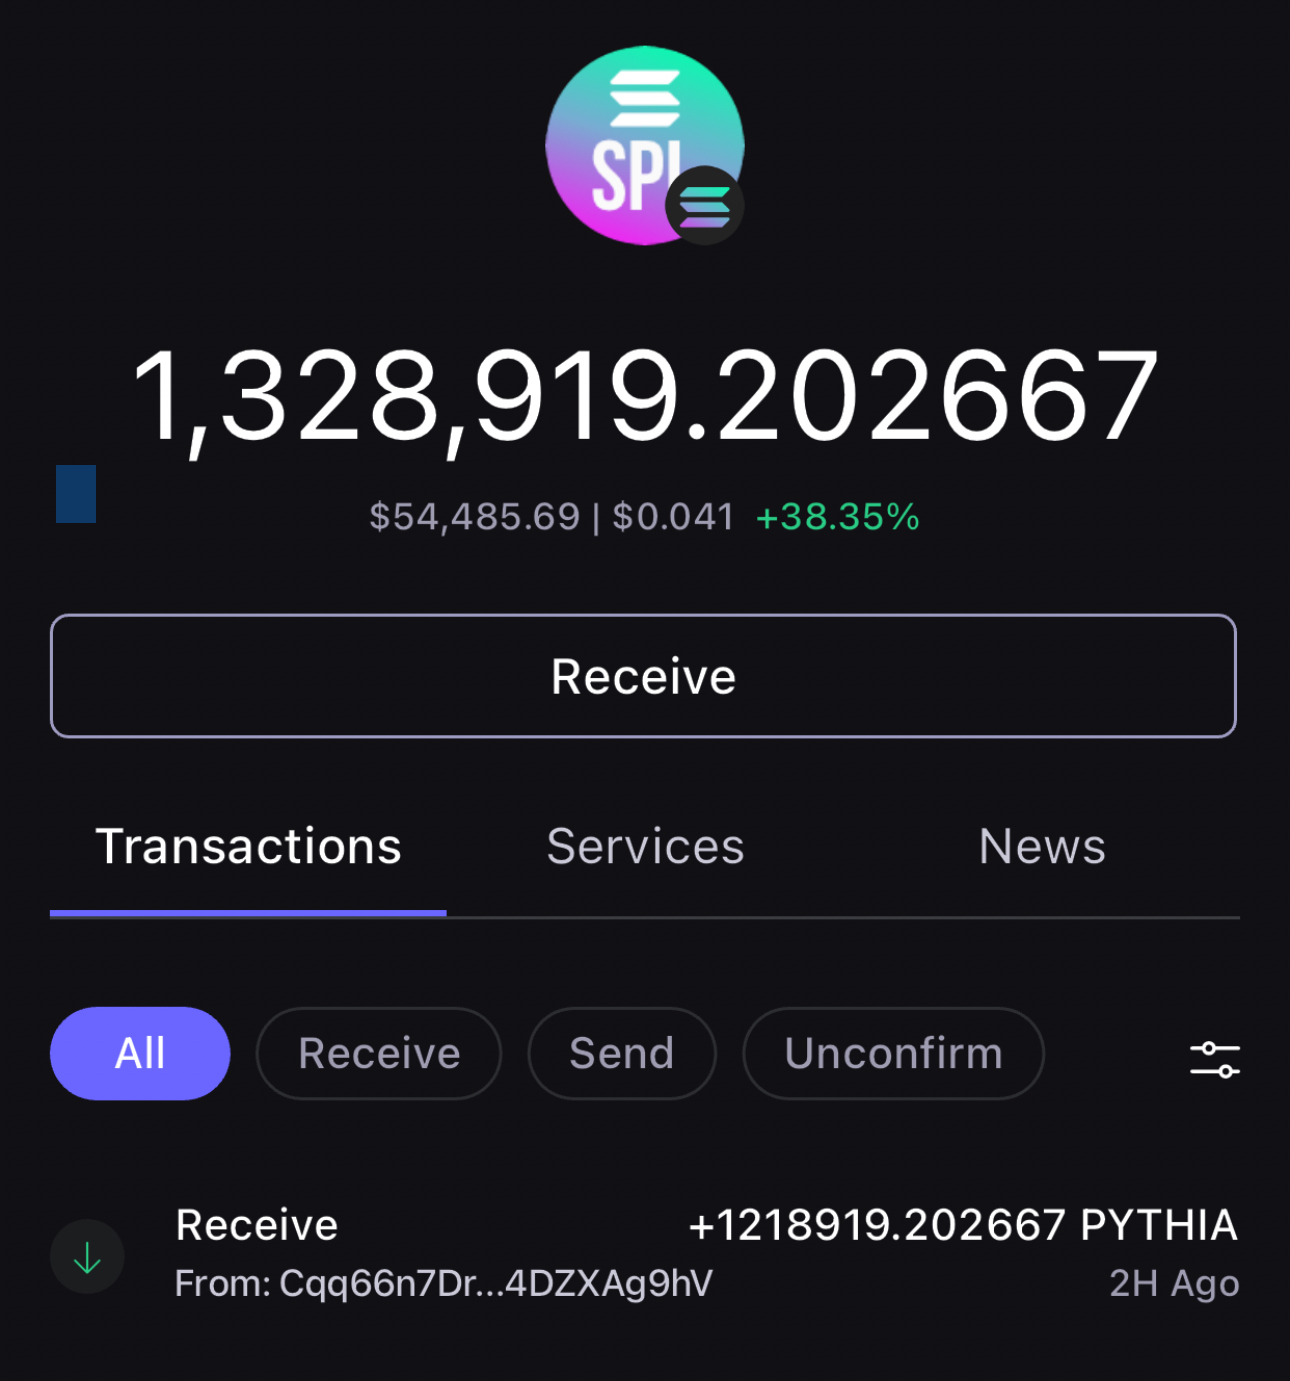 SPL
1,328,919.202667
$54,485.69 | $0.041 +38.35%
Receive
Transactions Services News
All Receive Send Unconfirm
Receive +1218919.202667 PYTHIA
From: Cqq66n7Dr...4DZXAg9hV 2H Ago